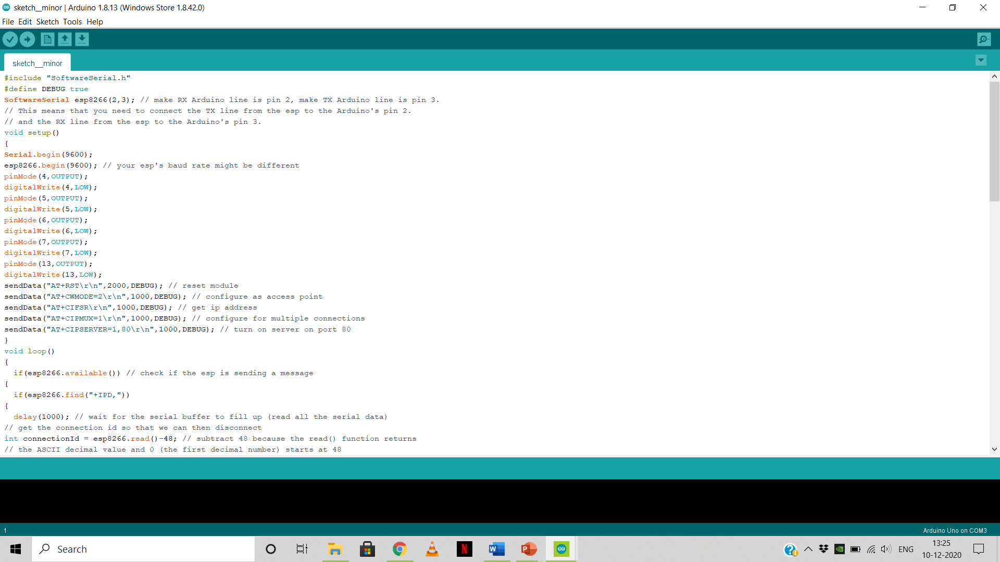 sketch__minor | Arduino 1.8.13 (Windows Store 1.8.42.0)
File Edit Sketch Tools Help
sketch__minor
#include "SoftwareSerial.h"
#define DEBUG true
SoftwareSerial esp8266(2,3); // make RX Arduino line is pin 2, make TX Arduino line is pin 3.
// This means that you need to connect the TX line from the esp to the Arduino's pin 2.
// and the RX line from the esp to the Arduino's pin 3.
void setup()
{
Serial.begin(9600);
esp8266.begin(9600); // your esp's baud rate might be different
pinMode(4,OUTPUT);
digitalWrite(4,LOW);
pinMode(5,OUTPUT);
digitalWrite(5,LOW);
pinMode(6,OUTPUT);
digitalWrite(6,LOW);
pinMode(7,OUTPUT);
digitalWrite(7,LOW);
pinMode(13,OUTPUT);
digitalWrite(13,LOW);
sendData("AT+RST\r\n",2000,DEBUG); // reset module
sendData("AT+CWMODE=2\r\n",1000,DEBUG); // configure as access point
sendData("AT+CIFSR\r\n",1000,DEBUG); // get ip address
sendData("AT+CIPMUX=1\r\n",1000,DEBUG); // configure for multiple connections
sendData("AT+CIPSERVER=1,80\r\n",1000,DEBUG); // turn on server on port 80
}
void loop()
{
if(esp8266.available()) // check if the esp is sending a message
{
if(esp8266.find("+IPD,"))
{
delay(1000); // wait for the serial buffer to fill up (read all the serial data)
// get the connection id so that we can then disconnect
int connectionId = esp8266.read()-48; // subtract 48 because the read() function returns
// the ASCII decimal value and 0 (the first decimal number) starts at 48
1
Arduino Uno on COM3
Search
N
W
P
ENG
13:25
10-12-2020